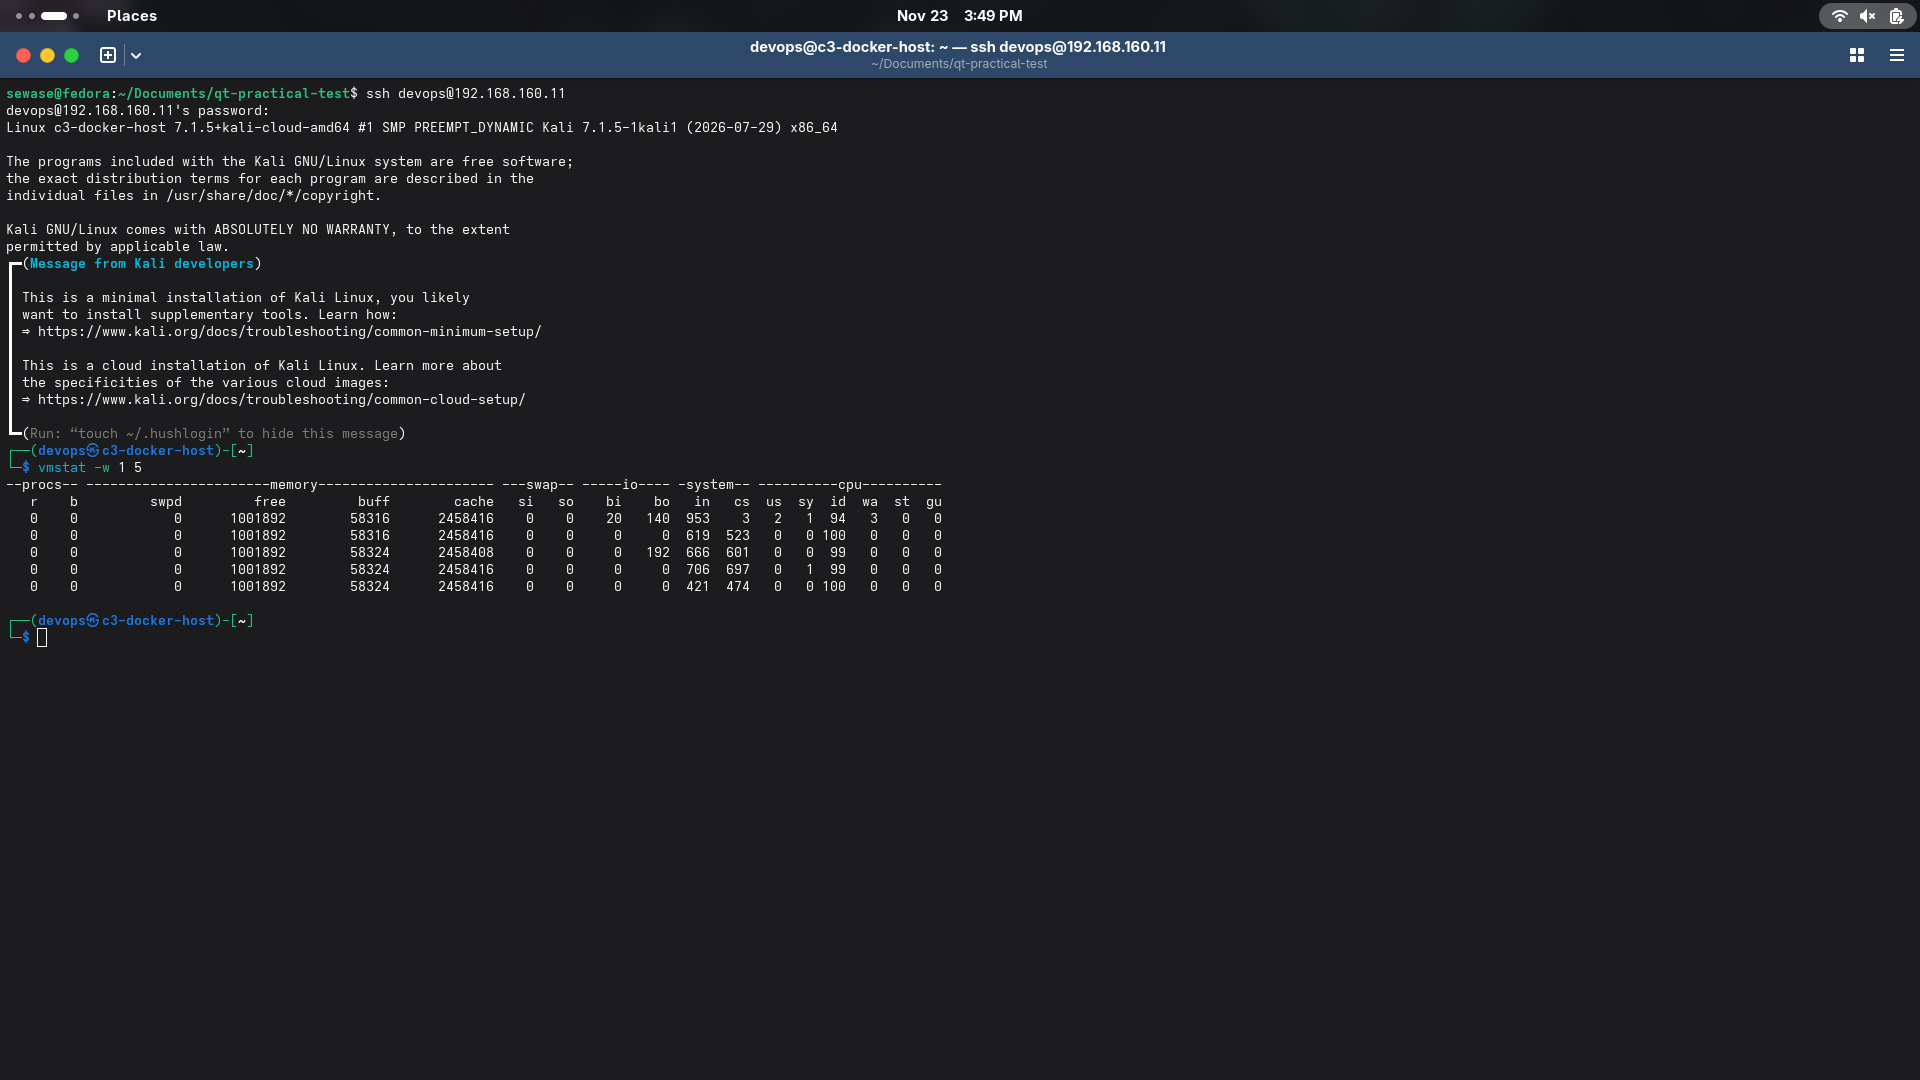 Places
Nov 23 3:49 PM
devops@c3-docker-host: ~ — ssh devops@192.168.160.11
~/Documents/qt-practical-test
sewase@fedora:~/Documents/qt-practical-test$ ssh devops@192.168.160.11
devops@192.168.160.11's password:
Linux c3-docker-host 7.1.5+kali-cloud-amd64 #1 SMP PREEMPT_DYNAMIC Kali 7.1.5-1kali1 (2026-07-29) x86_64
The programs included with the Kali GNU/Linux system are free software;
the exact distribution terms for each program are described in the
individual files in /usr/share/doc/*/copyright.
Kali GNU/Linux comes with ABSOLUTELY NO WARRANTY, to the extent
permitted by applicable law.
┏━(Message from Kali developers)
┃ This is a minimal installation of Kali Linux, you likely
┃ want to install supplementary tools. Learn how:
┃ ⇒ https://www.kali.org/docs/troubleshooting/common-minimum-setup/
┃ This is a cloud installation of Kali Linux. Learn more about
┃ the specificities of the various cloud images:
┃ ⇒ https://www.kali.org/docs/troubleshooting/common-cloud-setup/
┗━(Run: “touch ~/.hushlogin” to hide this message)
┌──(devops㉿c3-docker-host)-[~]
└─$ vmstat -w 1 5
--procs-- -----------------------memory---------------------- ---swap-- -----io---- -system-- ----------cpu----------
r b swpd free buff cache si so bi bo in cs us sy id wa st gu
0 0 0 1001892 58316 2458416 0 0 20 140 953 3 2 1 94 3 0 0
0 0 0 1001892 58316 2458416 0 0 0 0 619 523 0 0 100 0 0 0
0 0 0 1001892 58324 2458408 0 0 0 192 666 601 0 0 99 0 0 0
0 0 0 1001892 58324 2458416 0 0 0 0 706 697 0 1 99 0 0 0
0 0 0 1001892 58324 2458416 0 0 0 0 421 474 0 0 100 0 0 0
┌──(devops㉿c3-docker-host)-[~]
└─$